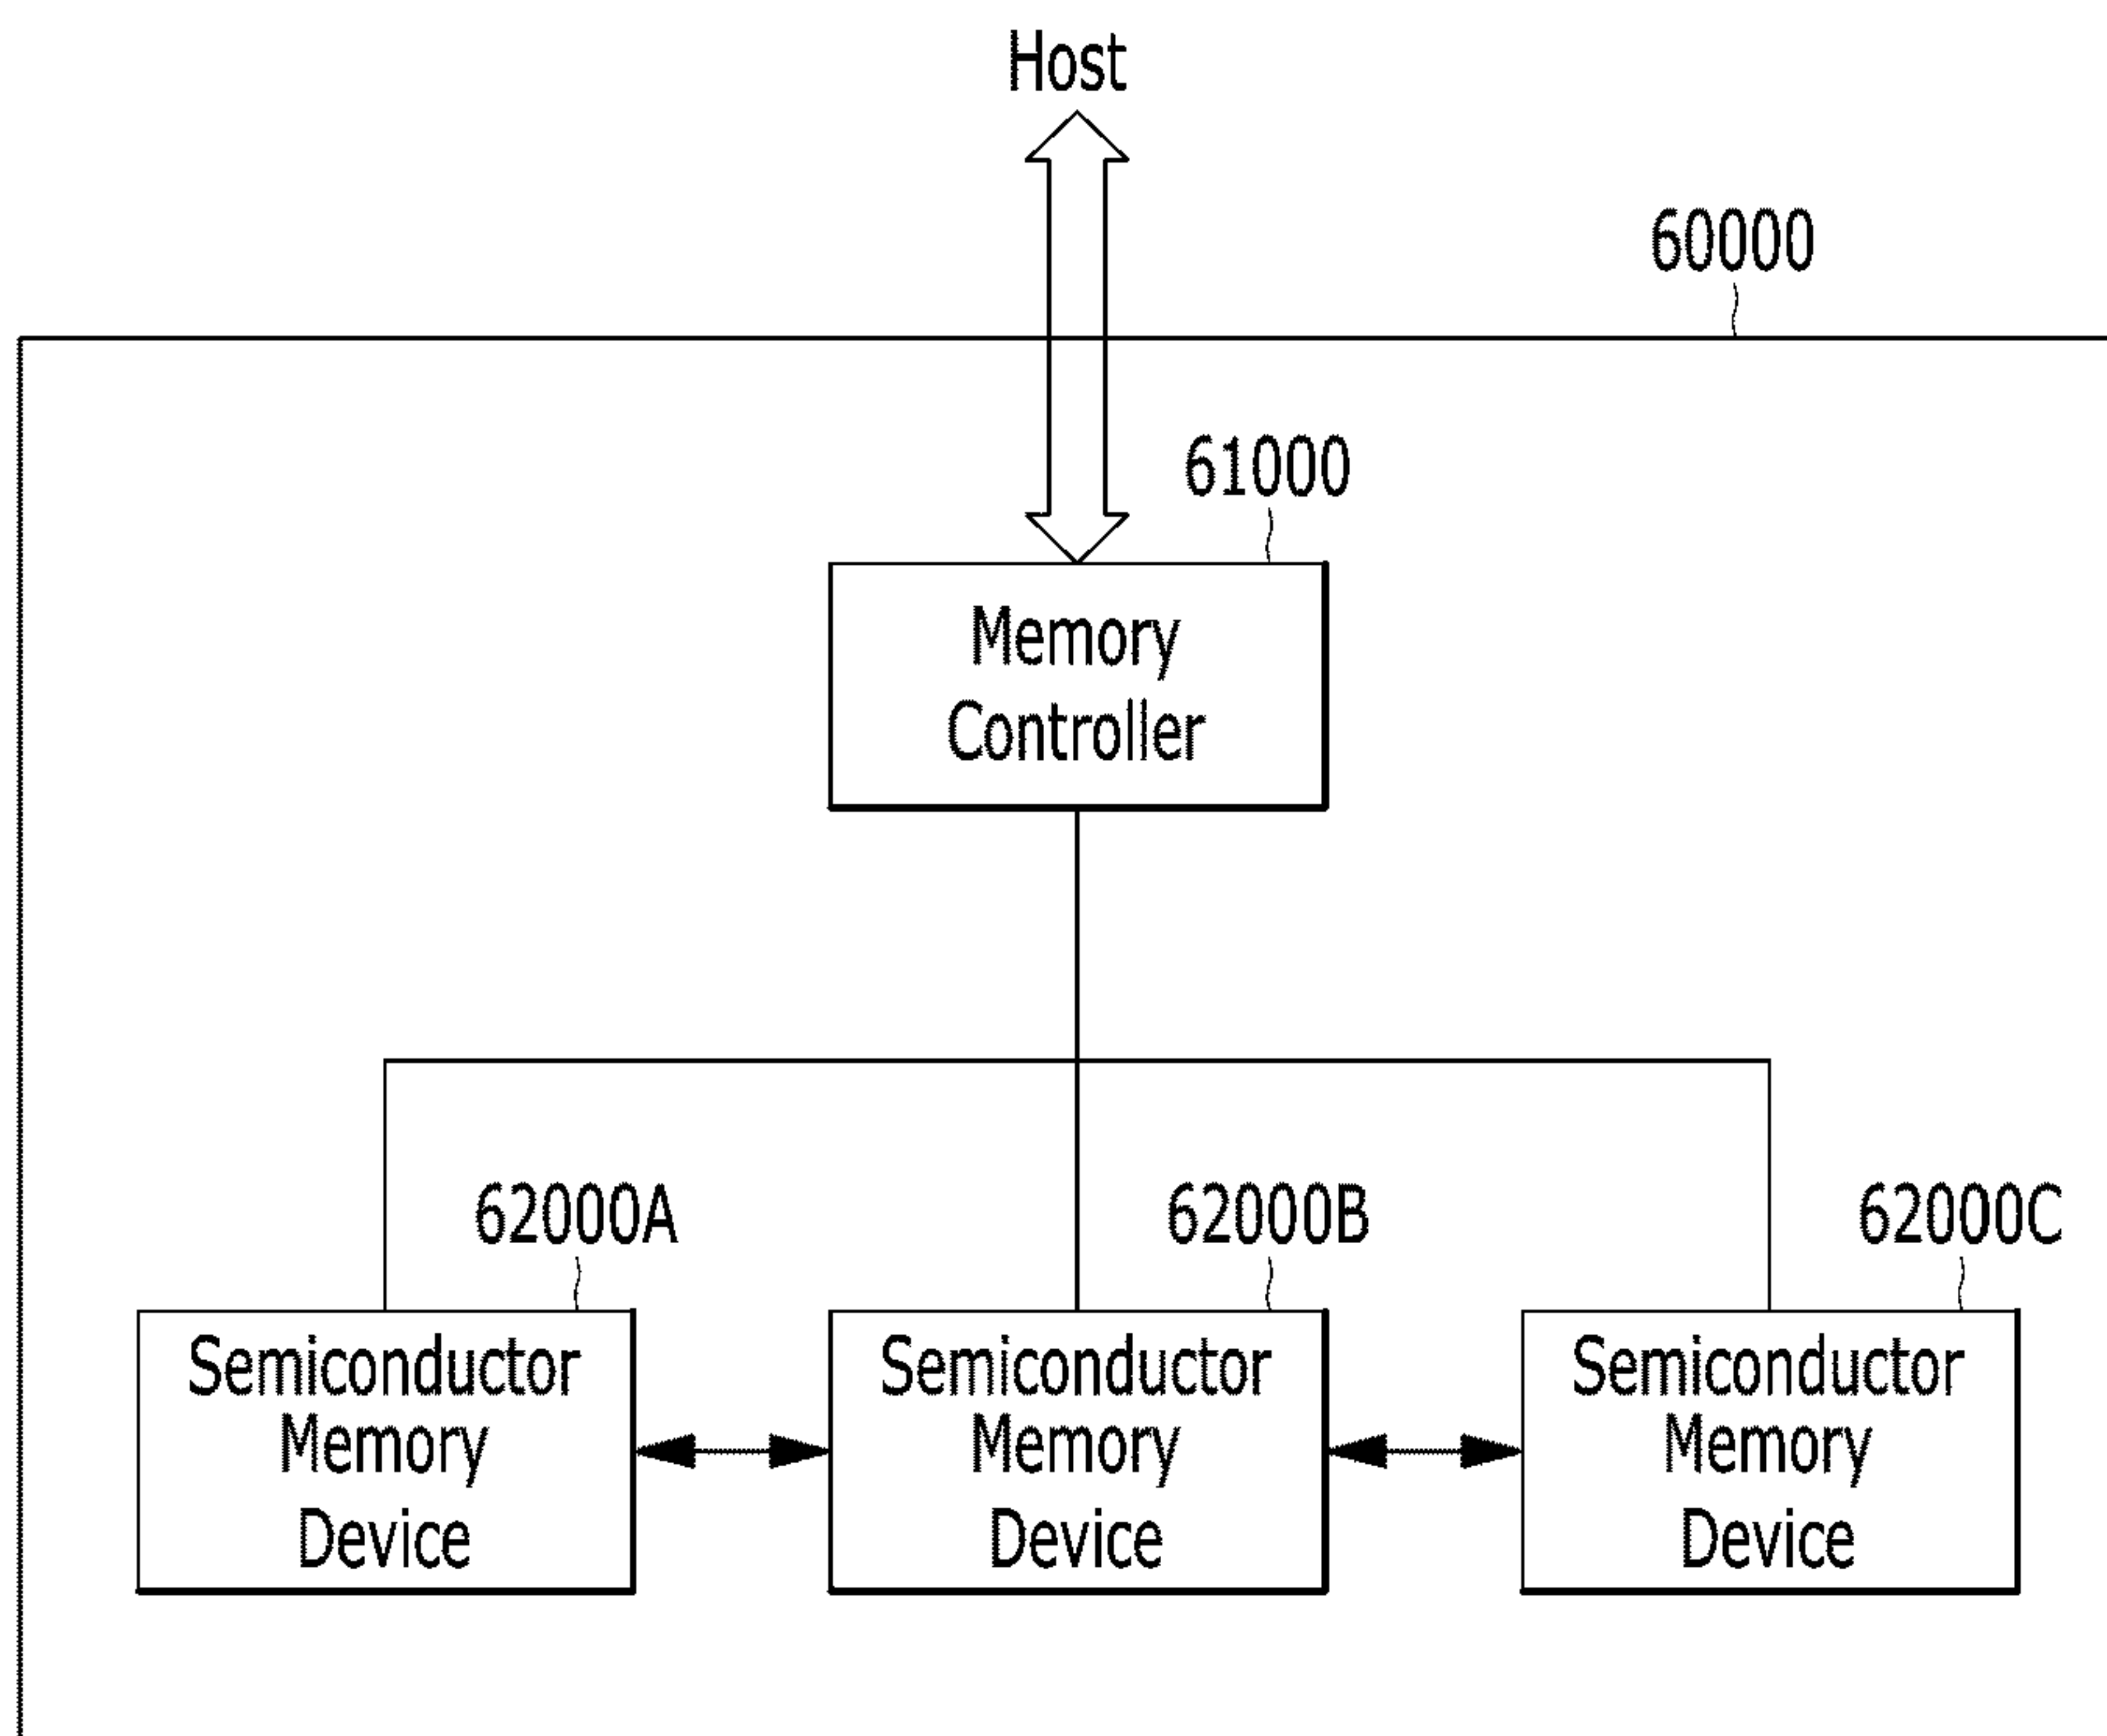 Host
60000
61000
Memory
Controller
62000A
62000B
62000C
Semiconductor
Memory
Device
Semiconductor
Memory
Device
Semiconductor
Memory
Device